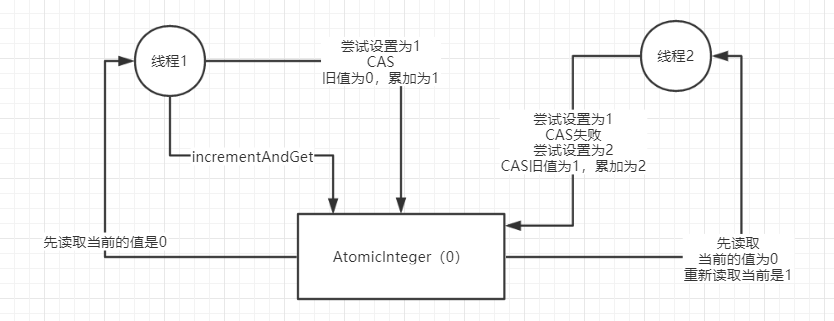 线程1
尝试设置为1
CAS
旧值为0，累加为1
线程2
尝试设置为1
CAS失败
尝试设置为2
CAS旧值为1，累加为2
incrementAndGet
先读取当前的值是0
AtomicInteger（0）
先读取
当前的值为0
重新读取当前是1